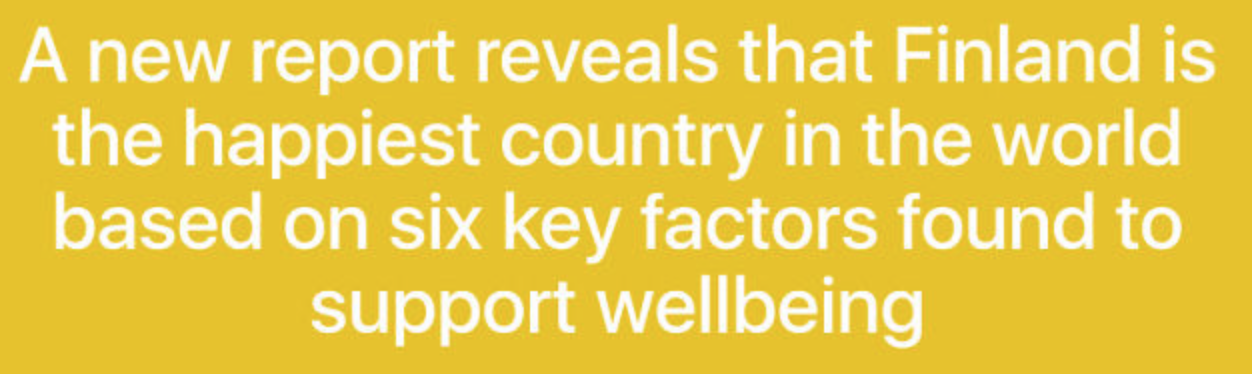 A new report reveals that Finland is
the happiest country in the world
based on six key factors found to
support wellbeing